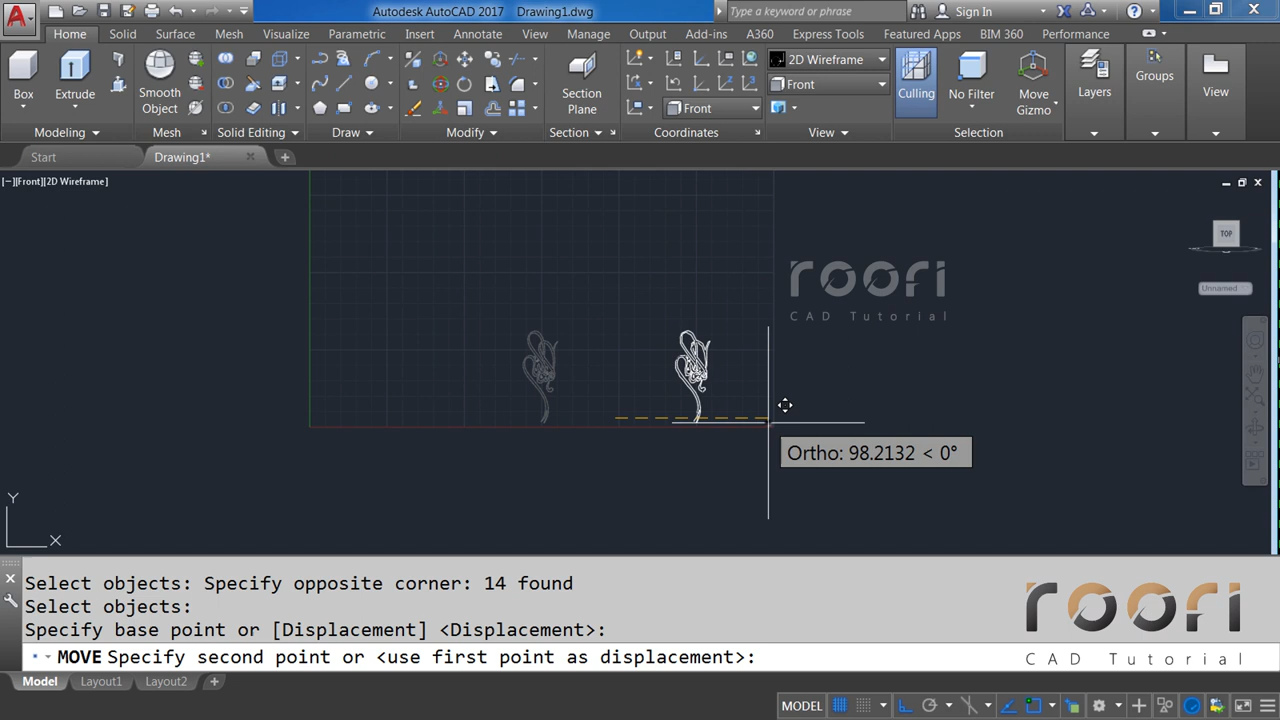 Autodesk AutoCAD 2017 Drawing1.dwg
Type a keyword or phrase
Sign In
Home Solid Surface Mesh Visualize Parametric Insert Annotate View Manage Output Add-ins A360 Express Tools Featured Apps BIM 360 Performance
2D Wireframe
Front
Front
Box
Extrude
Smooth Object
Section Plane
Culling
No Filter
Move Gizmo
Layers
Groups
View
Modeling Mesh Solid Editing Draw Modify Section Coordinates View Selection
Start Drawing1*
[−][Front][2D Wireframe]
TOP
Unnamed
roofi
CAD Tutorial
Ortho: 98.2132 < 0°
Y
X
Select objects: Specify opposite corner: 14 found
Select objects:
Specify base point or [Displacement] <Displacement>:
MOVE Specify second point or <use first point as displacement>:
roofi
CAD Tutorial
Model Layout1 Layout2
MODEL